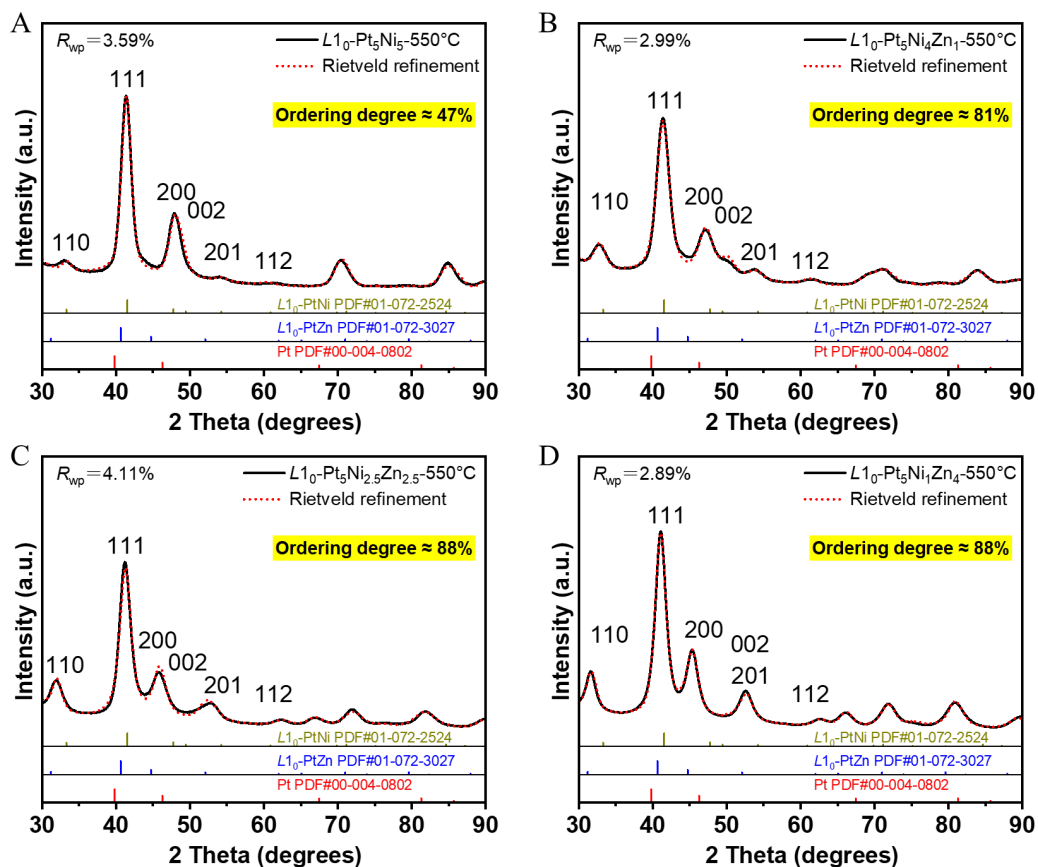 A
R_wp=3.59%
L1₀-Pt₅Ni₅-550°C
Rietveld refinement
Ordering degree ≈ 47%
111
200
002
110
201
112
L1₀-PtNi PDF#01-072-2524
L1₀-PtZn PDF#01-072-3027
Pt PDF#00-004-0802
Intensity (a.u.)
30 40 50 60 70 80 90
2 Theta (degrees)
B
R_wp=2.99%
L1₀-Pt₅Ni₄Zn₁-550°C
Rietveld refinement
Ordering degree ≈ 81%
111
110
200
002
201
112
L1₀-PtNi PDF#01-072-2524
L1₀-PtZn PDF#01-072-3027
Pt PDF#00-004-0802
Intensity (a.u.)
30 40 50 60 70 80 90
2 Theta (degrees)
C
R_wp=4.11%
L1₀-Pt₅Ni₂.₅Zn₂.₅-550°C
Rietveld refinement
Ordering degree ≈ 88%
111
200
002
110
201
112
L1₀-PtNi PDF#01-072-2524
L1₀-PtZn PDF#01-072-3027
Pt PDF#00-004-0802
Intensity (a.u.)
30 40 50 60 70 80 90
2 Theta (degrees)
D
R_wp=2.89%
L1₀-Pt₅Ni₁Zn₄-550°C
Rietveld refinement
Ordering degree ≈ 88%
111
110
200
002
201
112
L1₀-PtNi PDF#01-072-2524
L1₀-PtZn PDF#01-072-3027
Pt PDF#00-004-0802
Intensity (a.u.)
30 40 50 60 70 80 90
2 Theta (degrees)